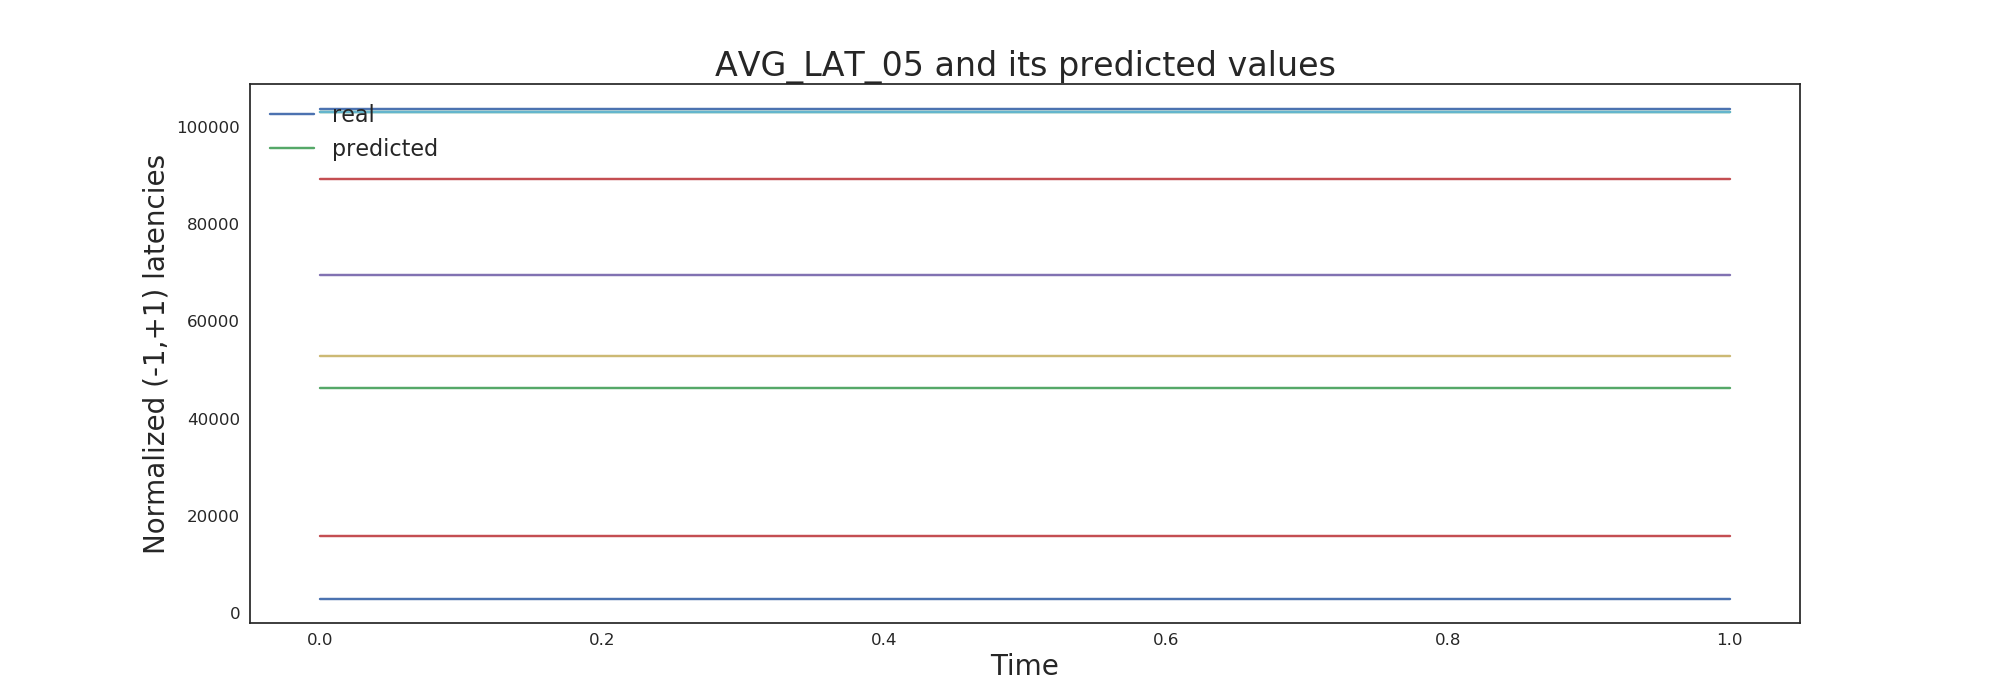 AVG_LAT_05 and its predicted values
real
predicted
Normalized (-1,+1) latencies
100000
80000
60000
40000
20000
0
0.0 0.2 0.4 0.6 0.8 1.0
Time